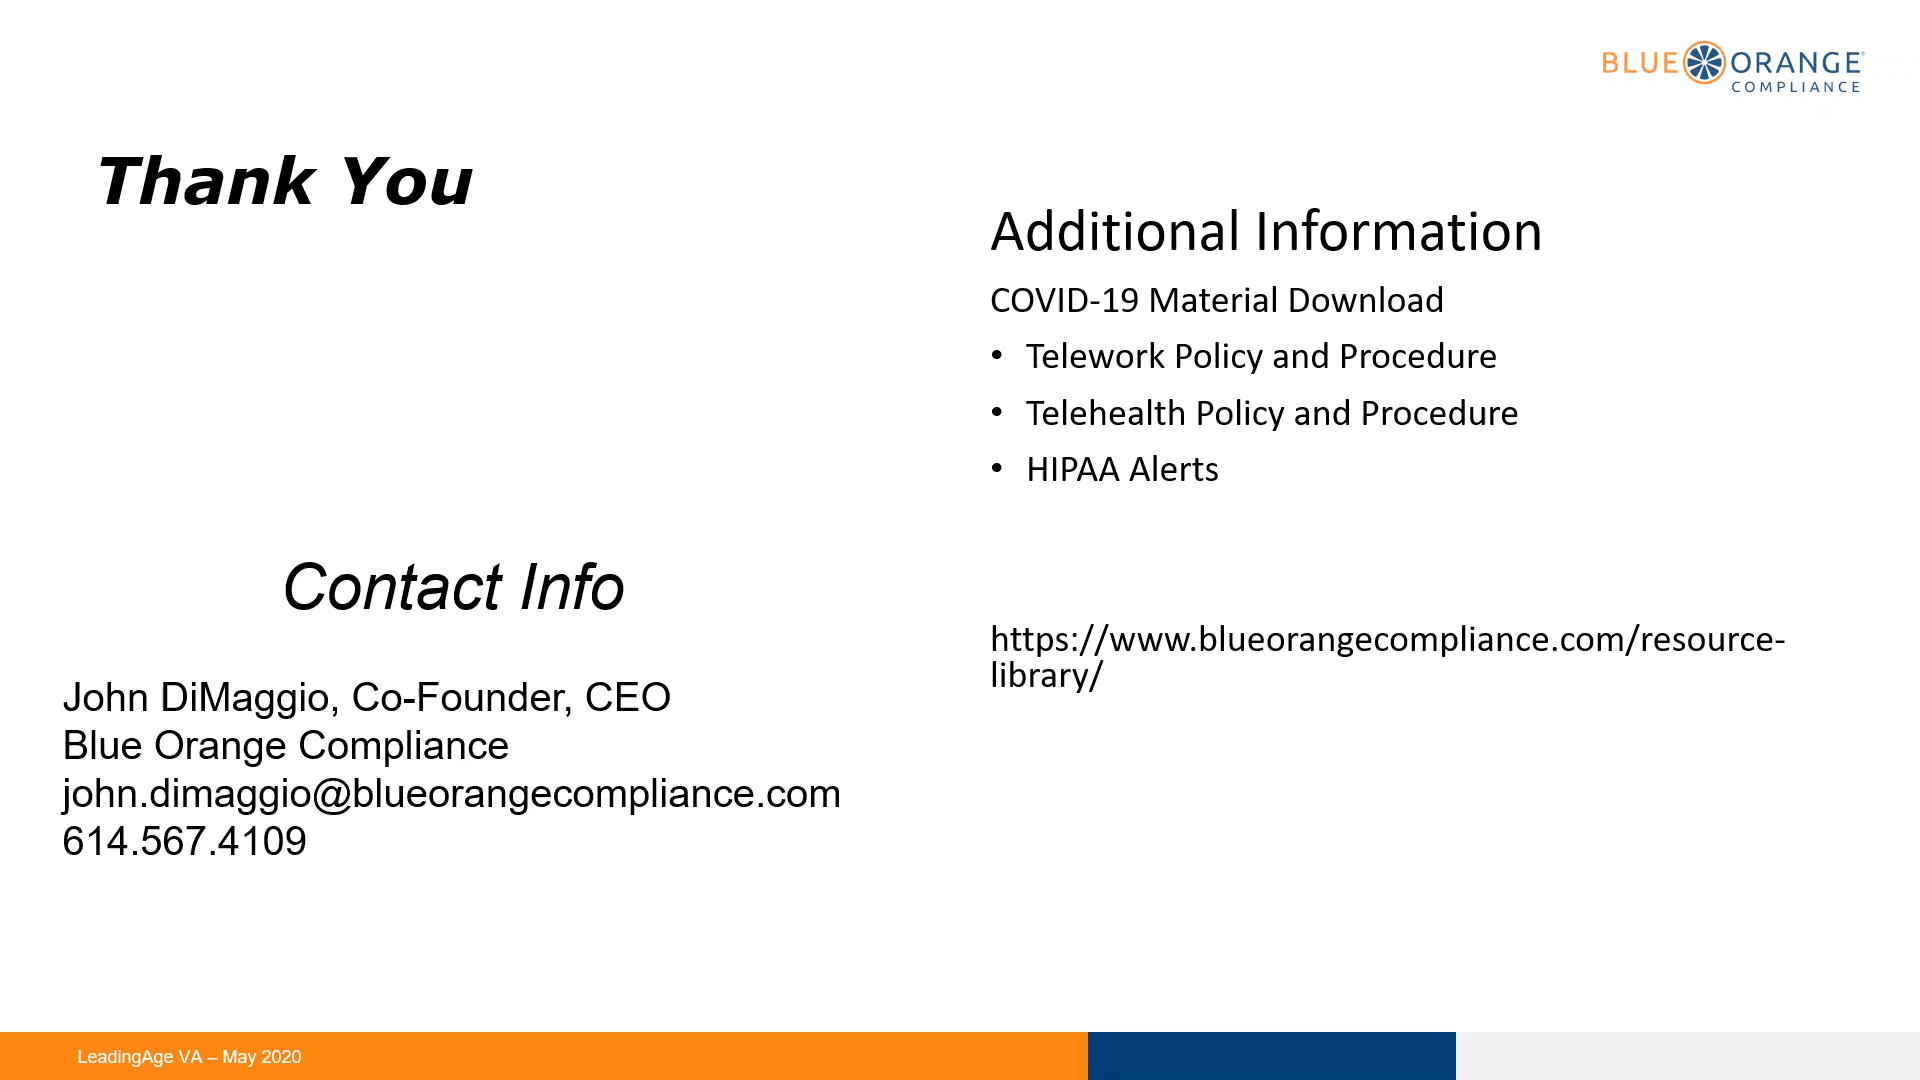 BLUE ORANGE®
COMPLIANCE
Thank You
Additional Information
COVID-19 Material Download
• Telework Policy and Procedure
• Telehealth Policy and Procedure
• HIPAA Alerts
https://www.blueorangecompliance.com/resource-
library/
Contact Info
John DiMaggio, Co-Founder, CEO
Blue Orange Compliance
john.dimaggio@blueorangecompliance.com
614.567.4109
LeadingAge VA – May 2020